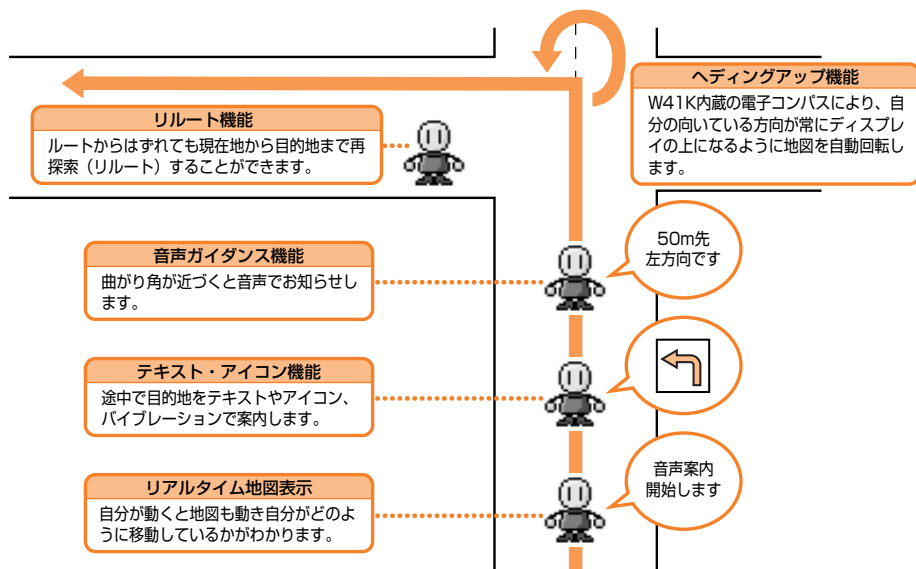 ヘディングアップ機能
W41K内蔵の電子コンパスにより、自
分の向いている方向が常にディスプレ
イの上になるように地図を自動回転し
ます。
リルート機能
ルートからはずれても現在地から目的地まで再
探索（リルート）することができます。
音声ガイダンス機能
曲がり角が近づくと音声でお知らせし
ます。
50m先
左方向です
テキスト・アイコン機能
途中で目的地をテキストやアイコン、
バイブレーションで案内します。
リアルタイム地図表示
自分が動くと地図も動き自分がどのよ
うに移動しているかがわかります。
音声案内
開始します